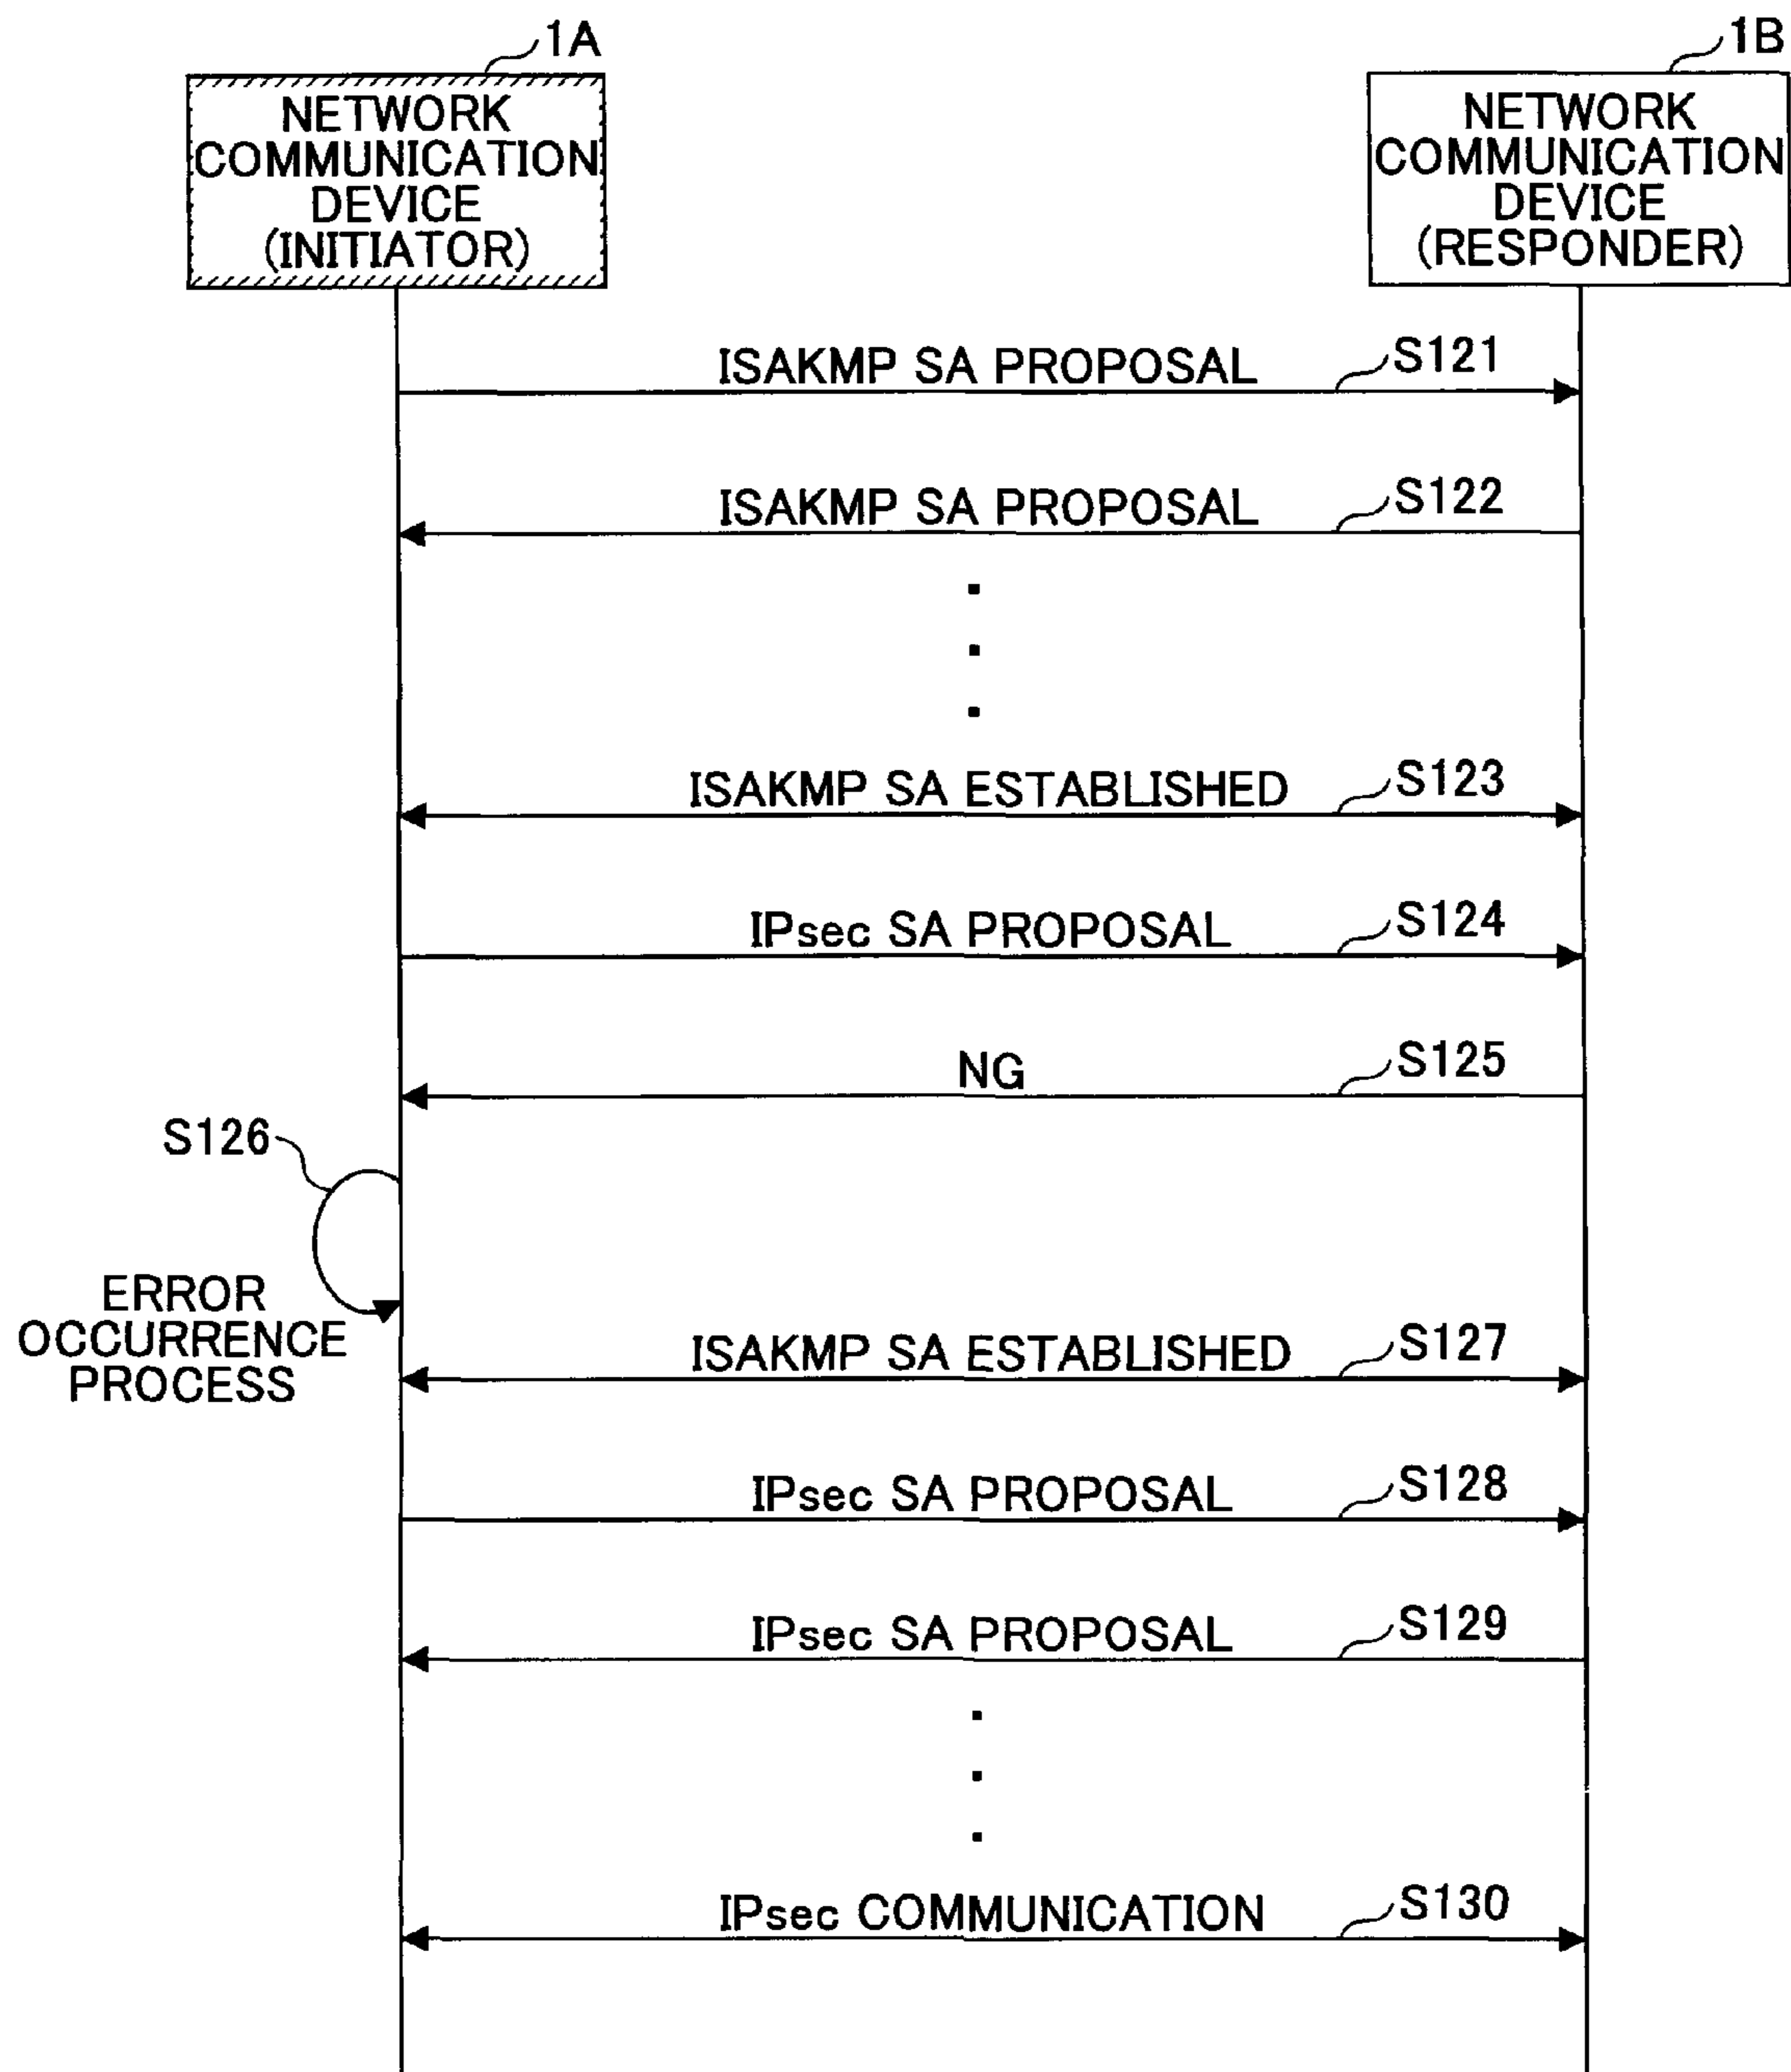 1A
NETWORK
COMMUNICATION
DEVICE
(INITIATOR)
1B
NETWORK
COMMUNICATION
DEVICE
(RESPONDER)
ISAKMP SA PROPOSAL
S121
ISAKMP SA PROPOSAL
S122
ISAKMP SA ESTABLISHED
S123
IPsec SA PROPOSAL
S124
NG
S125
S126
ERROR
OCCURRENCE
PROCESS
ISAKMP SA ESTABLISHED
S127
IPsec SA PROPOSAL
S128
IPsec SA PROPOSAL
S129
IPsec COMMUNICATION
S130